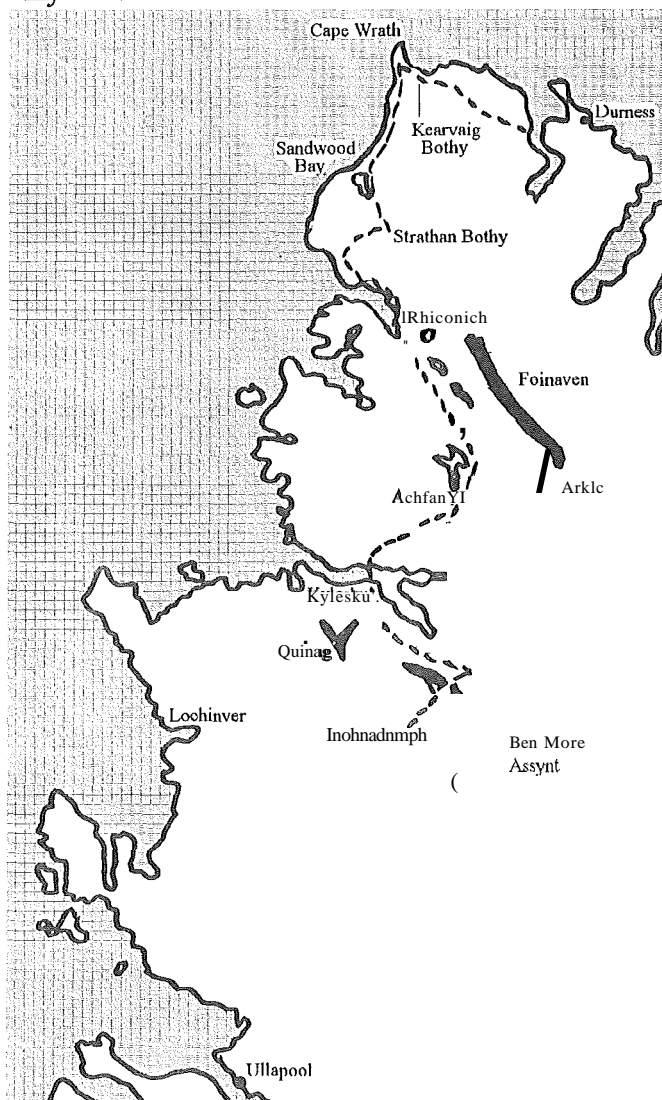 Cape Wrath
Durness
Kearvaig
Bothy
Sandwood
Bay
Strathan Bothy
lRhiconich
Foinaven
Arklc
AchfanYI
Kylesku
Quinag
Lochinver
Inohnadnmph
Ben More
Assynt
(
Ullapool